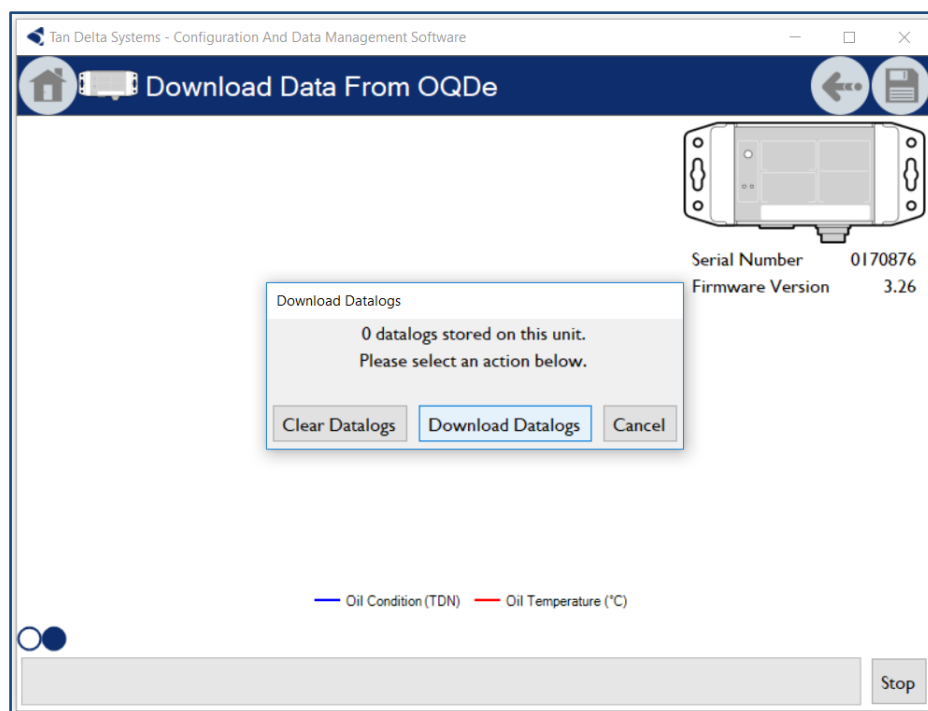 Tan Delta Systems - Configuration And Data Management Software
Download Data From OQDe
Serial Number 0170876
Firmware Version 3.26
Download Datalogs
0 datalogs stored on this unit.
Please select an action below.
Clear Datalogs Download Datalogs Cancel
Oil Condition (TDN) Oil Temperature (°C)
Stop